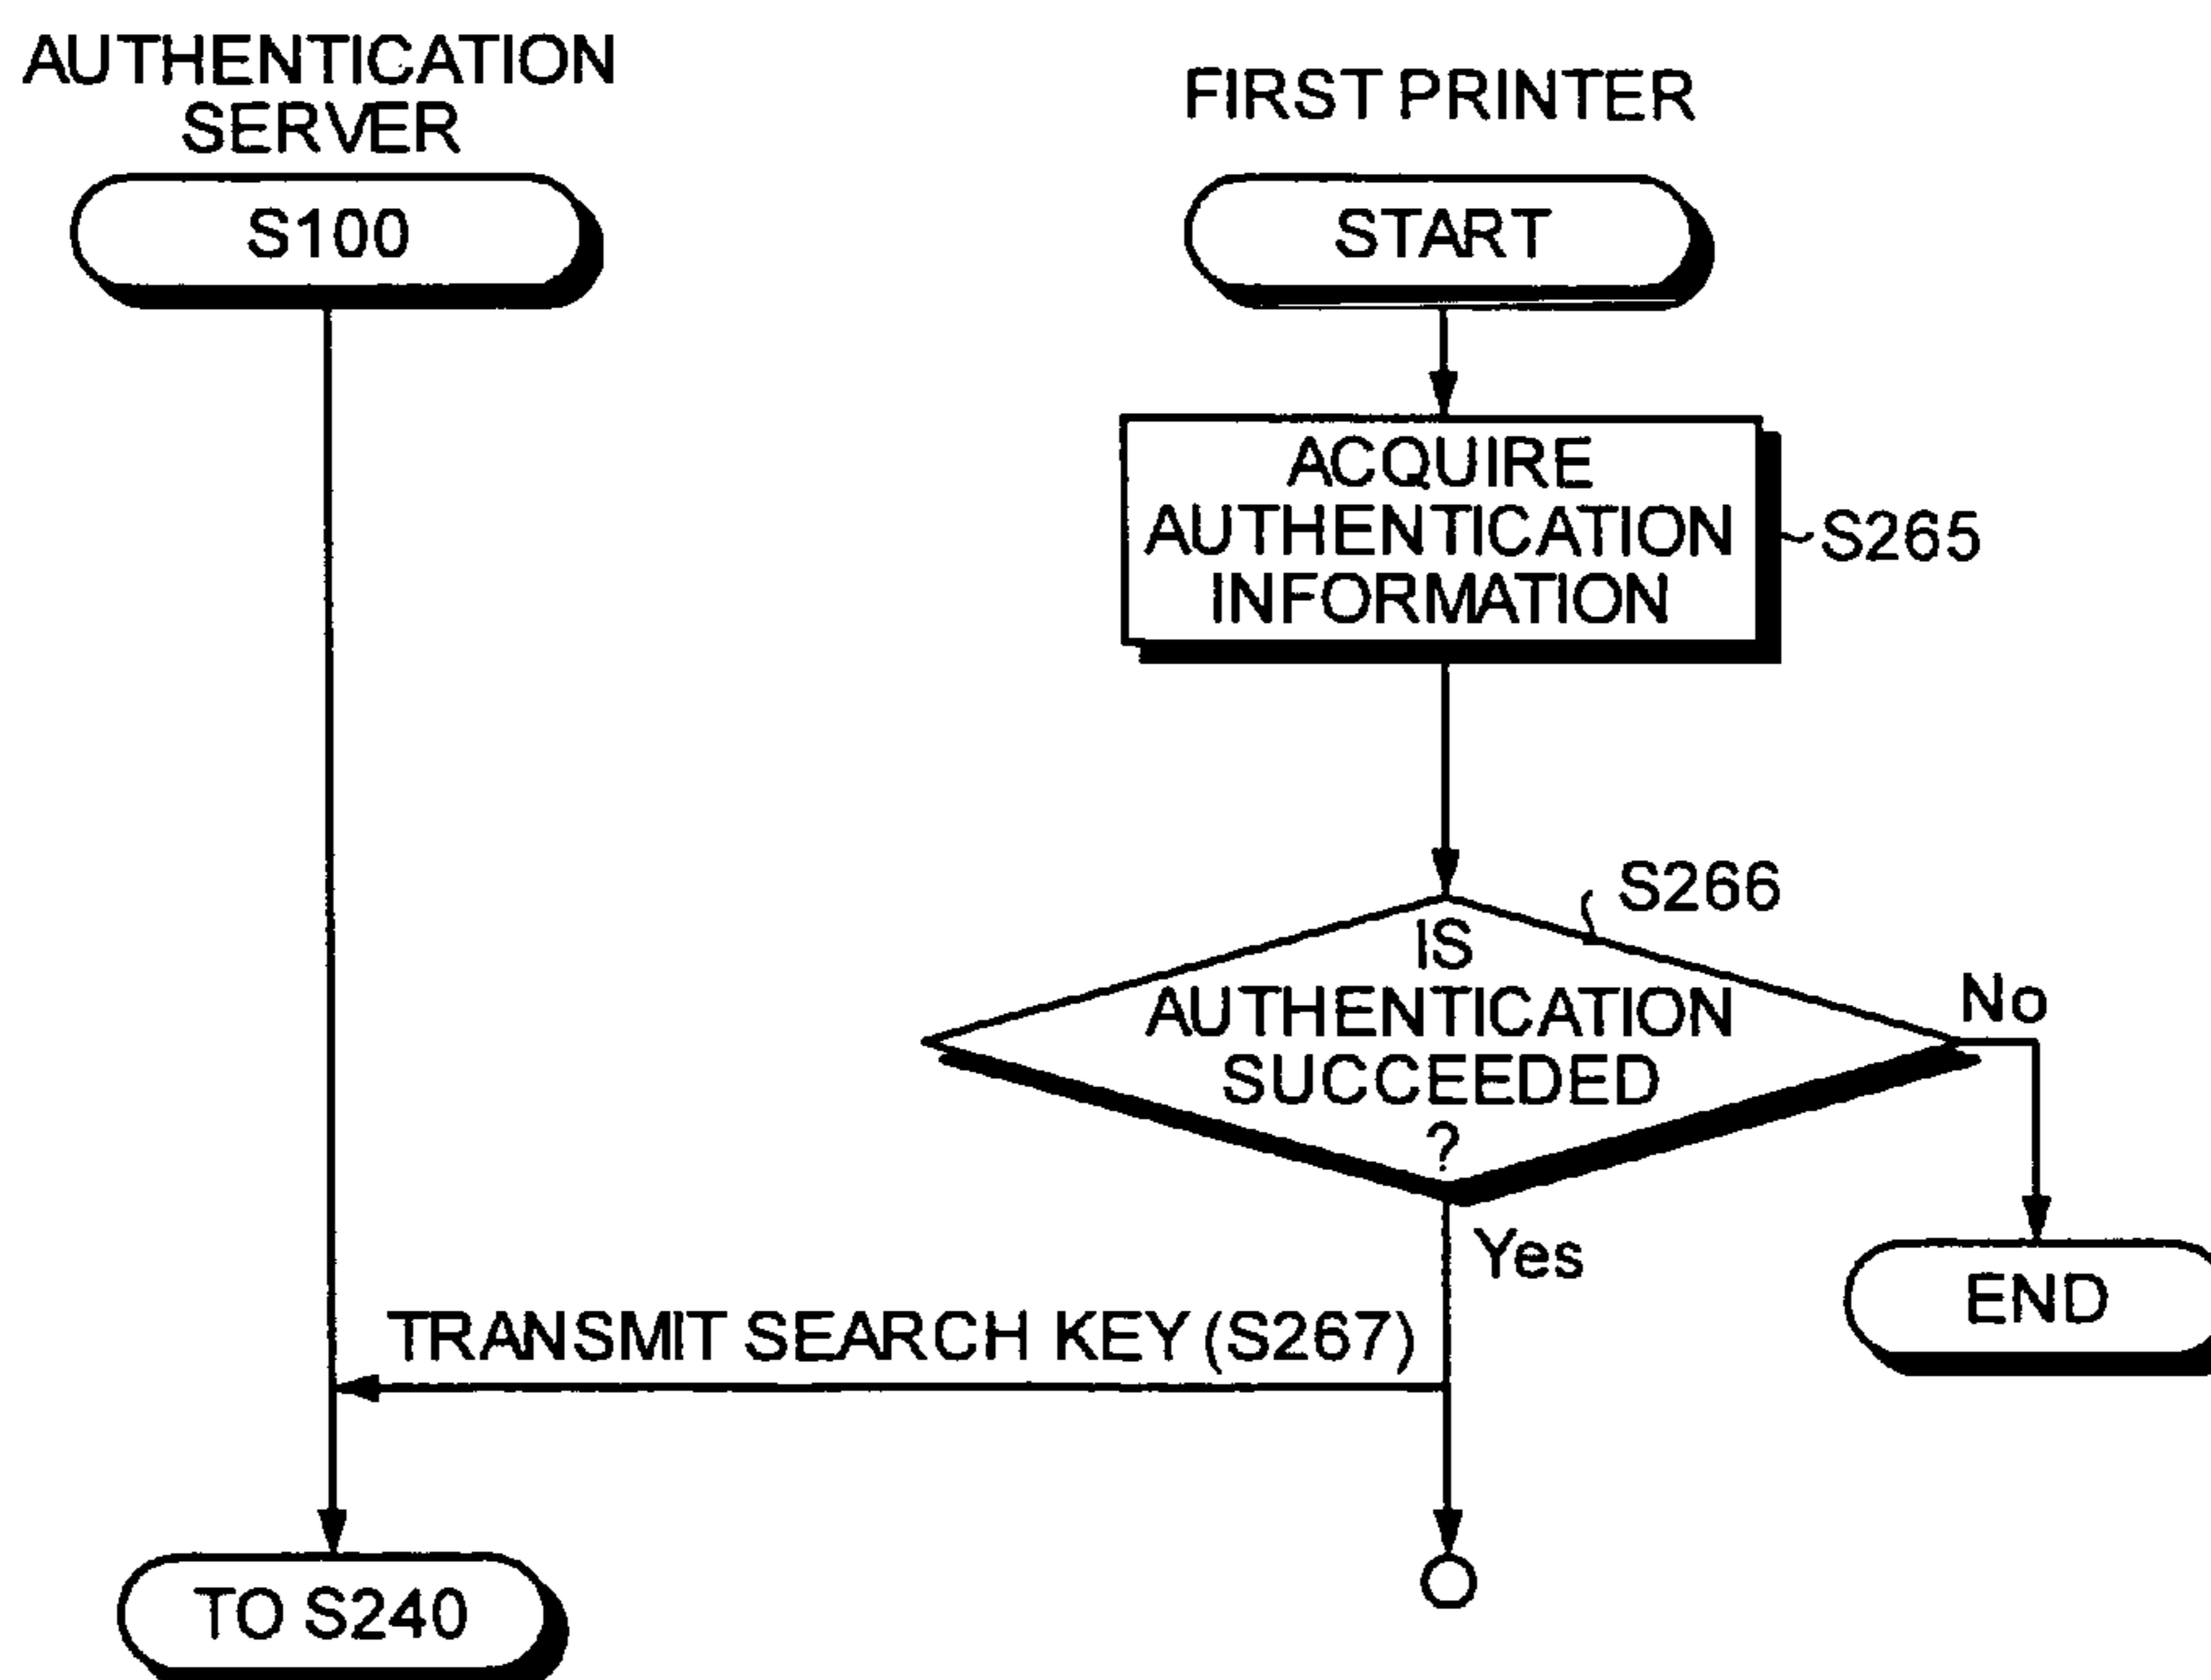 AUTHENTICATION
SERVER
S100
FIRST PRINTER
START
ACQUIRE
AUTHENTICATION
INFORMATION
S265
S266
IS
AUTHENTICATION
SUCCEEDED
?
No
Yes
END
TRANSMIT SEARCH KEY (S267)
TO S240